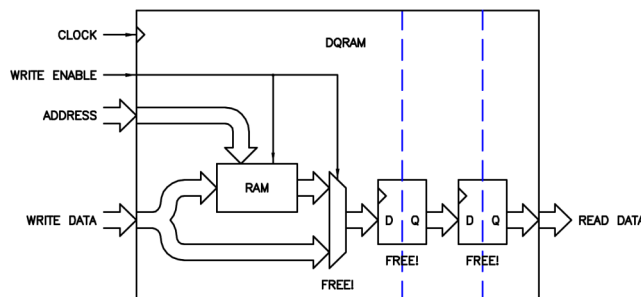 CLOCK
DQRAM
WRITE ENABLE
ADDRESS
RAM
WRITE DATA
D Q
D Q
READ DATA
FREE!
FREE!
FREE!